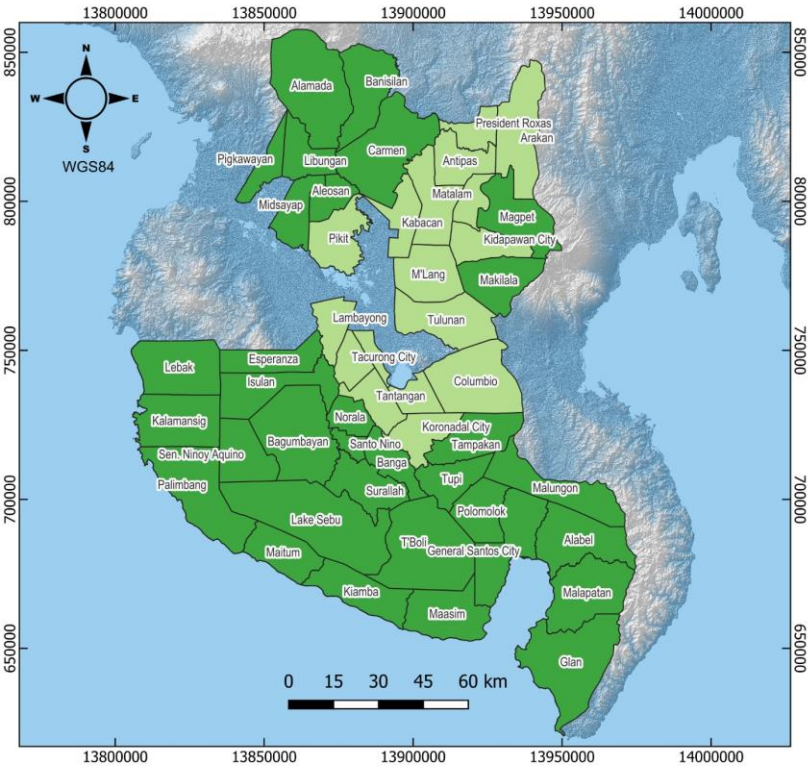 13800000 13850000 13900000 13950000 14000000
850000 850000
N
W E
S
WGS84
Alamada
Banisilan
President Roxas
Arakan
Pigkawayan
Libungan
Carmen
Antipas
800000 800000
Midsayap
Aleosan
Matalam
Kabacan
Magpet
Pikit
Kidapawan City
M'Lang
Makilala
Lambayong
Tulunan
750000 750000
Lebak
Esperanza
Tacurong City
Isulan
Columbio
Tantangan
Kalamansig
Norala
Koronadal City
Bagumbayan
Santo Nino
Tampakan
Sen. Ninoy Aquino
Banga
Palimbang
Surallah
Tupi
Malungon
700000 700000
Lake Sebu
Polomolok
T'Boli
General Santos City
Alabel
Maitum
Kiamba
Malapatan
Maasim
650000 650000
Glan
0 15 30 45 60 km
13800000 13850000 13900000 13950000 14000000